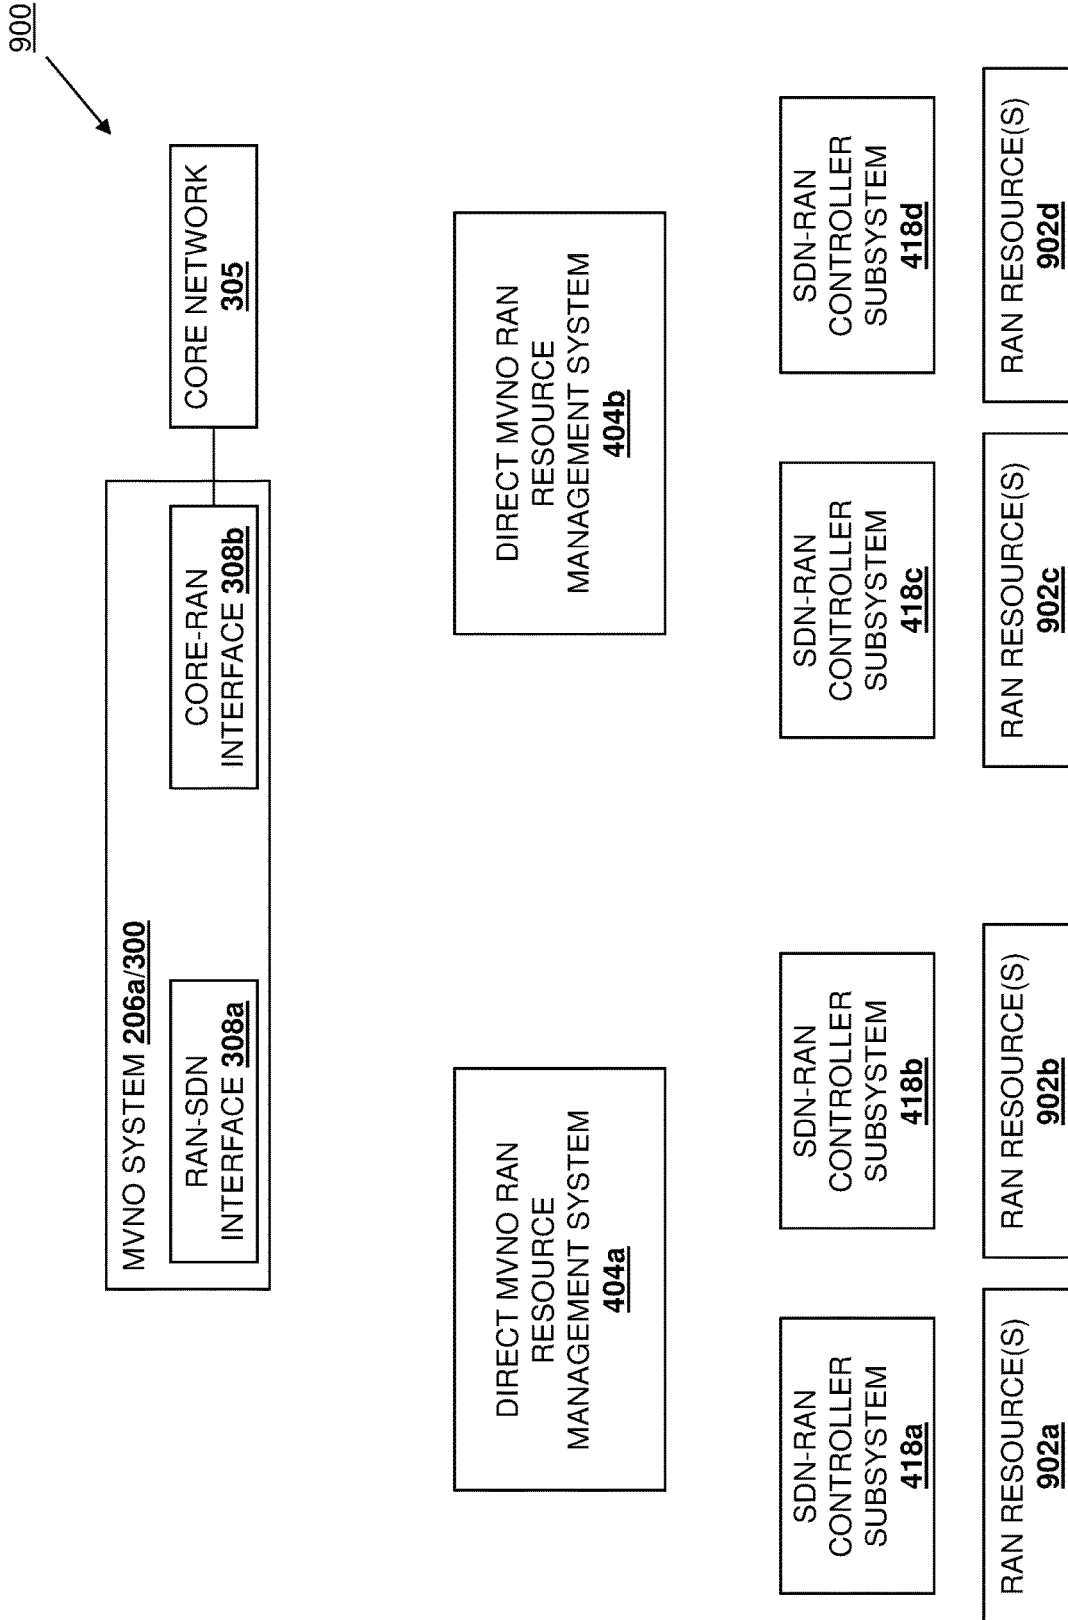 900
MVNO SYSTEM 206a/300
RAN-SDN
INTERFACE 308a
CORE-RAN
INTERFACE 308b
CORE NETWORK
305
DIRECT MVNO RAN
RESOURCE
MANAGEMENT SYSTEM
404a
DIRECT MVNO RAN
RESOURCE
MANAGEMENT SYSTEM
404b
SDN-RAN
CONTROLLER
SUBSYSTEM
418a
SDN-RAN
CONTROLLER
SUBSYSTEM
418b
SDN-RAN
CONTROLLER
SUBSYSTEM
418c
SDN-RAN
CONTROLLER
SUBSYSTEM
418d
RAN RESOURCE(S)
902a
RAN RESOURCE(S)
902b
RAN RESOURCE(S)
902c
RAN RESOURCE(S)
902d